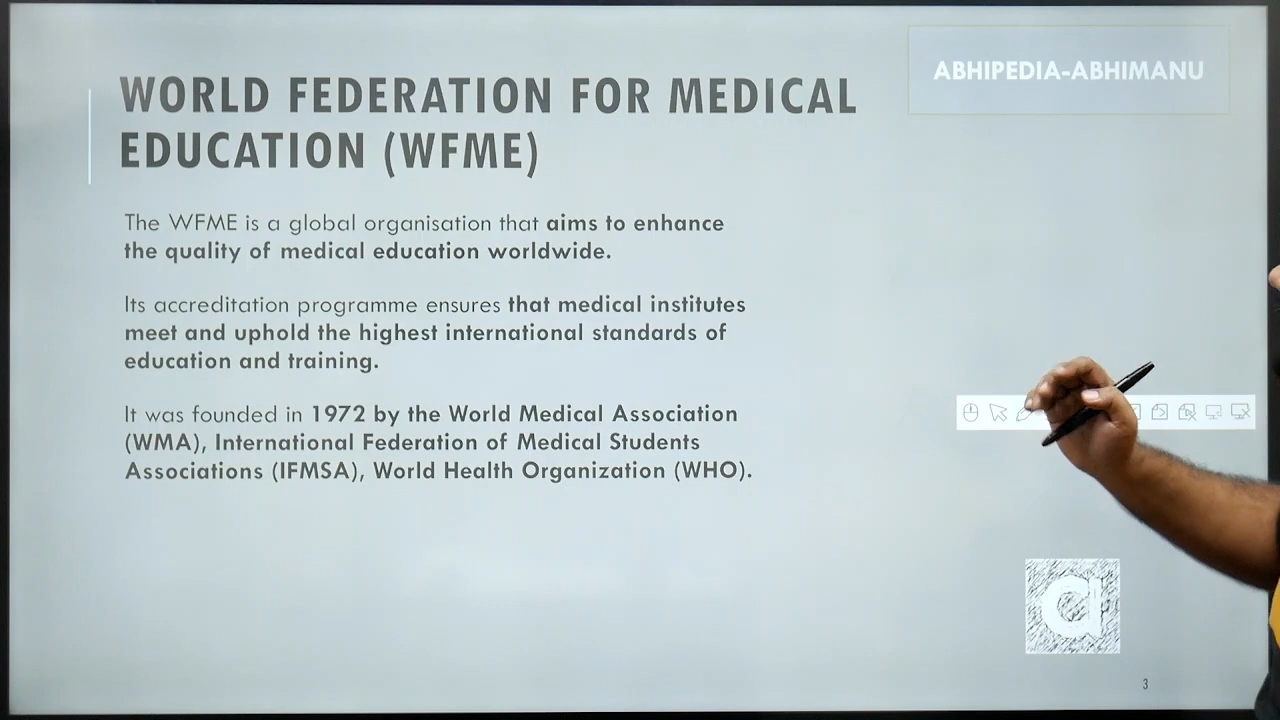 ABHIPEDIA-ABHIMANU
WORLD FEDERATION FOR MEDICAL
EDUCATION (WFME)
The WFME is a global organisation that aims to enhance
the quality of medical education worldwide.
Its accreditation programme ensures that medical institutes
meet and uphold the highest international standards of
education and training.
It was founded in 1972 by the World Medical Association
(WMA), International Federation of Medical Students
Associations (IFMSA), World Health Organization (WHO).
a
3